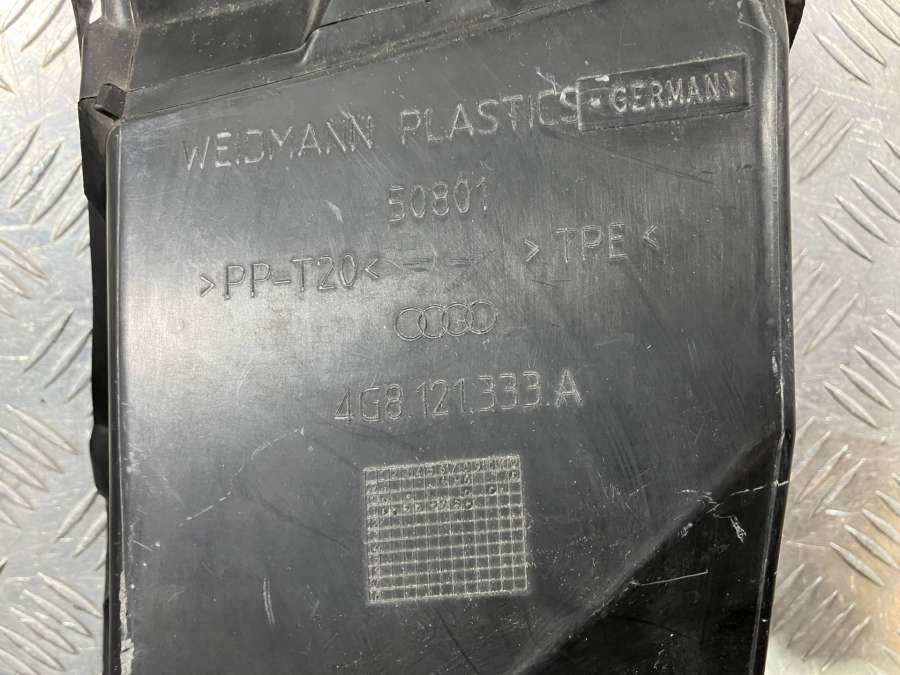 WEIDMANN PLASTICS · GERMANY
50801
>PP-T20< >TPE<
4G8.121.333.A